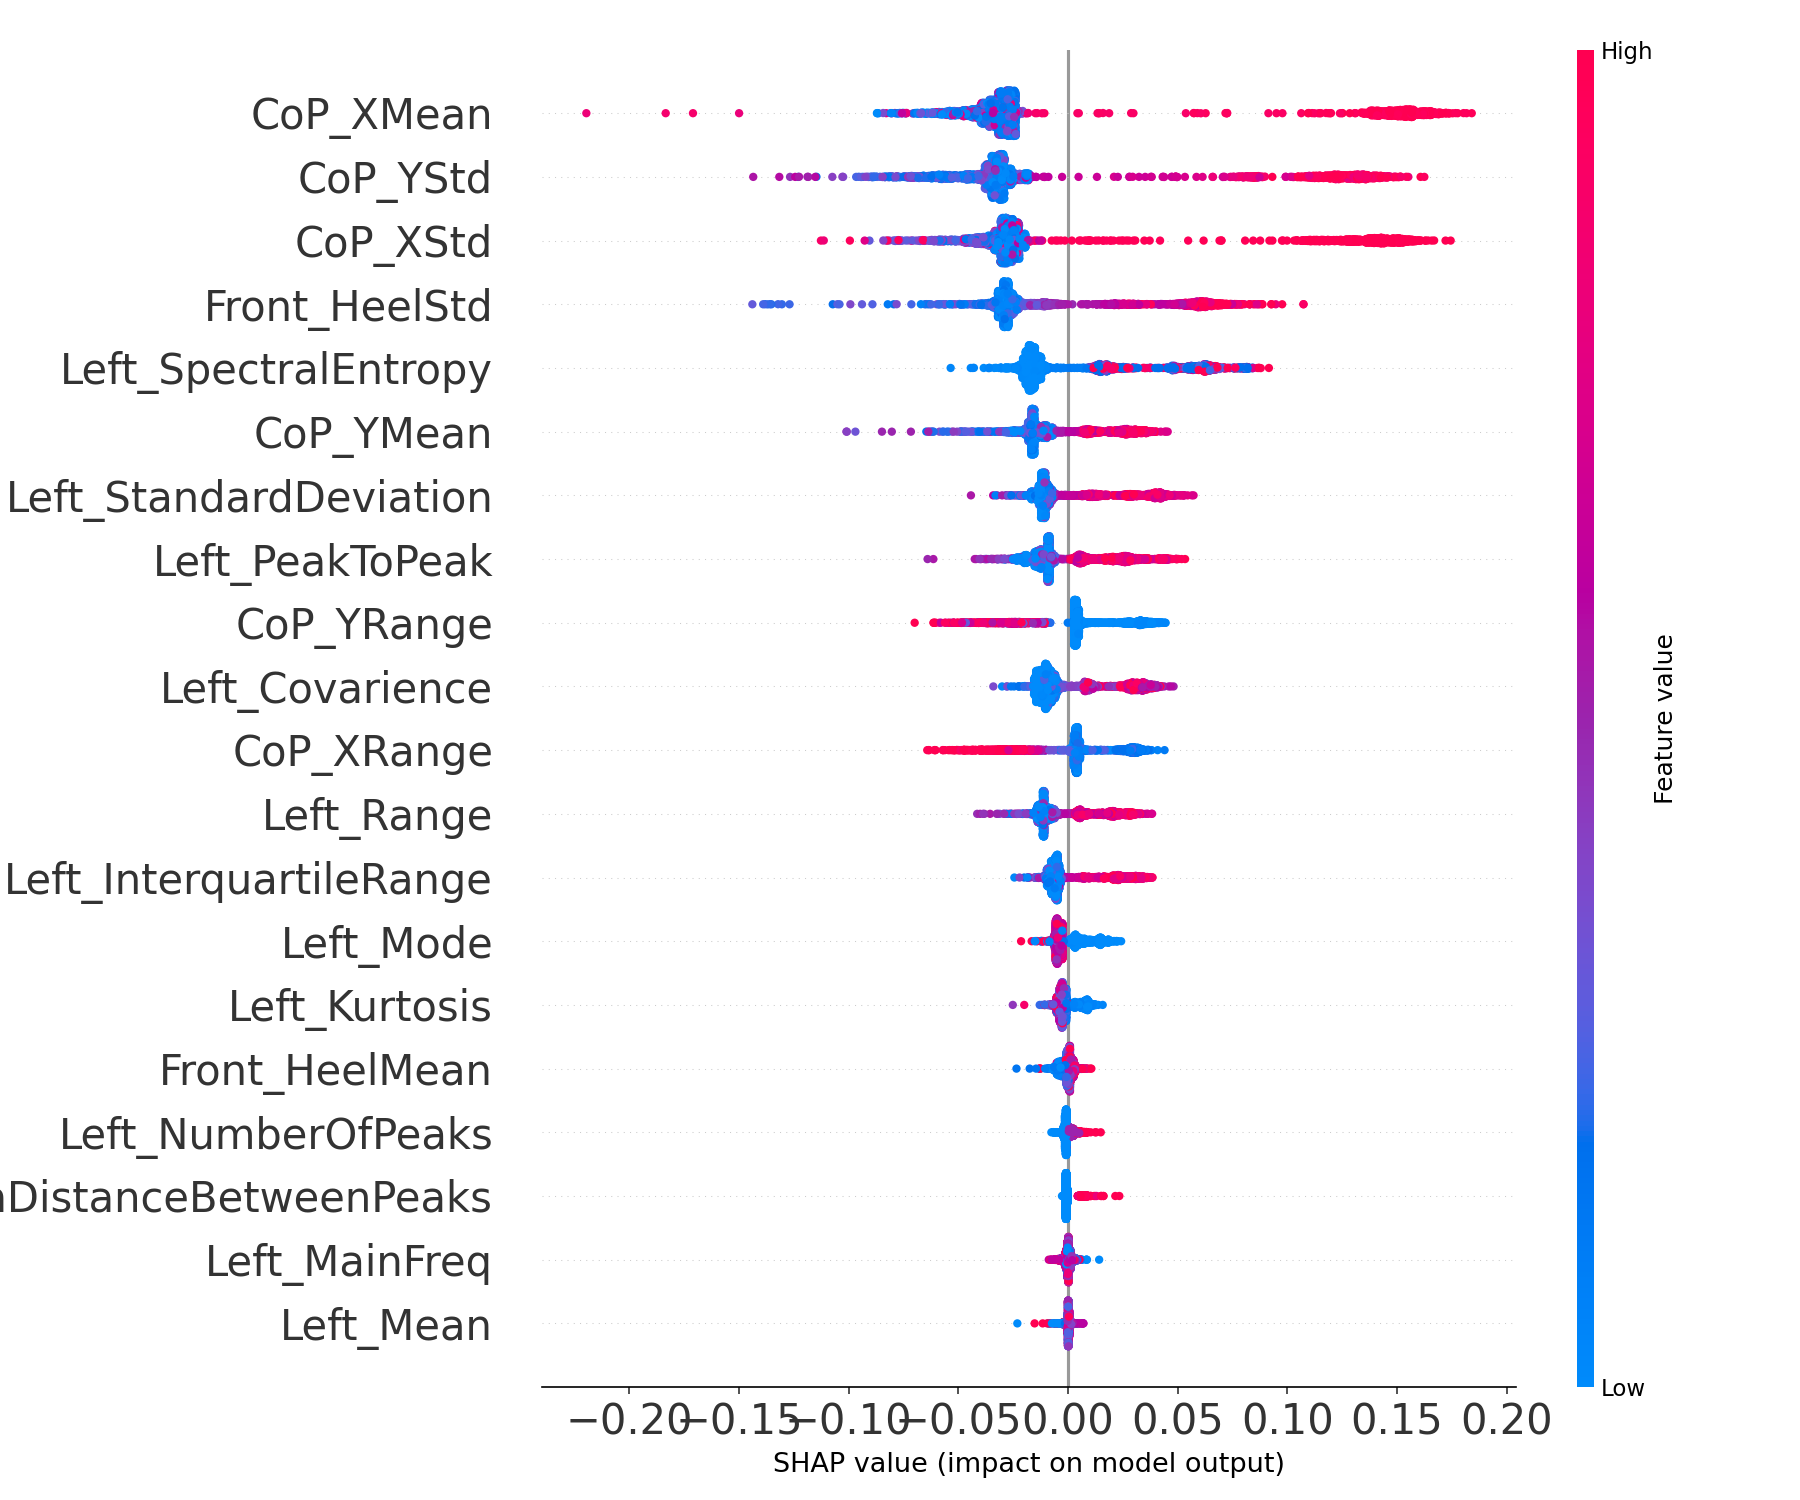 High
CoP_XMean
CoP_YStd
CoP_XStd
Front_HeelStd
Left_SpectralEntropy
CoP_YMean
Left_StandardDeviation
Left_PeakToPeak
CoP_YRange
Left_Covarience
CoP_XRange
Left_Range
Left_InterquartileRange
Left_Mode
Left_Kurtosis
Front_HeelMean
Left_NumberOfPeaks
DistanceBetweenPeaks
Left_MainFreq
Left_Mean
Feature value
Low
−0.20 −0.15 −0.10 −0.05 0.00 0.05 0.10 0.15 0.20
SHAP value (impact on model output)